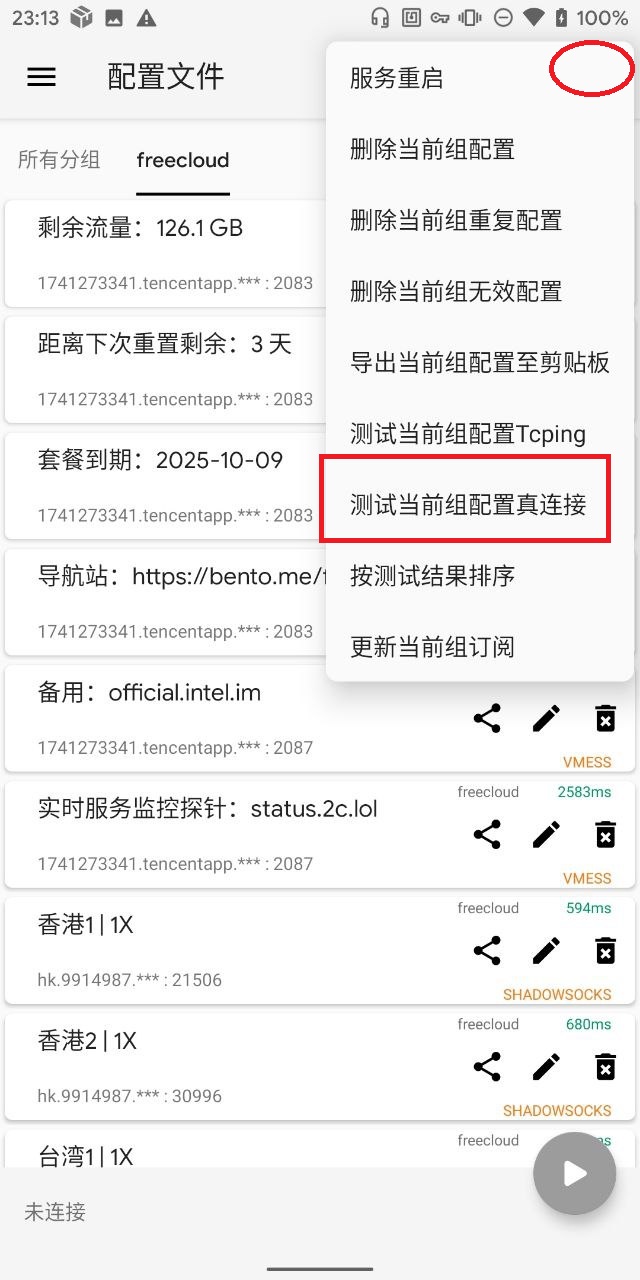 23:13
100%
配置文件
服务重启
删除当前组配置
删除当前组重复配置
删除当前组无效配置
导出当前组配置至剪贴板
测试当前组配置Tcping
测试当前组配置真连接
按测试结果排序
更新当前组订阅
所有分组
freecloud
剩余流量：126.1 GB
1741273341.tencentapp.*** : 2083
距离下次重置剩余：3 天
1741273341.tencentapp.*** : 2083
套餐到期：2025-10-09
1741273341.tencentapp.*** : 2083
导航站：https://bento.me/f
1741273341.tencentapp.*** : 2083
备用：official.intel.im
1741273341.tencentapp.*** : 2087
VMESS
freecloud 2583ms
实时服务监控探针：status.2c.lol
1741273341.tencentapp.*** : 2087
VMESS
freecloud 594ms
香港1 | 1X
hk.9914987.*** : 21506
SHADOWSOCKS
freecloud 680ms
香港2 | 1X
hk.9914987.*** : 30996
SHADOWSOCKS
freecloud
台湾1 | 1X
未连接